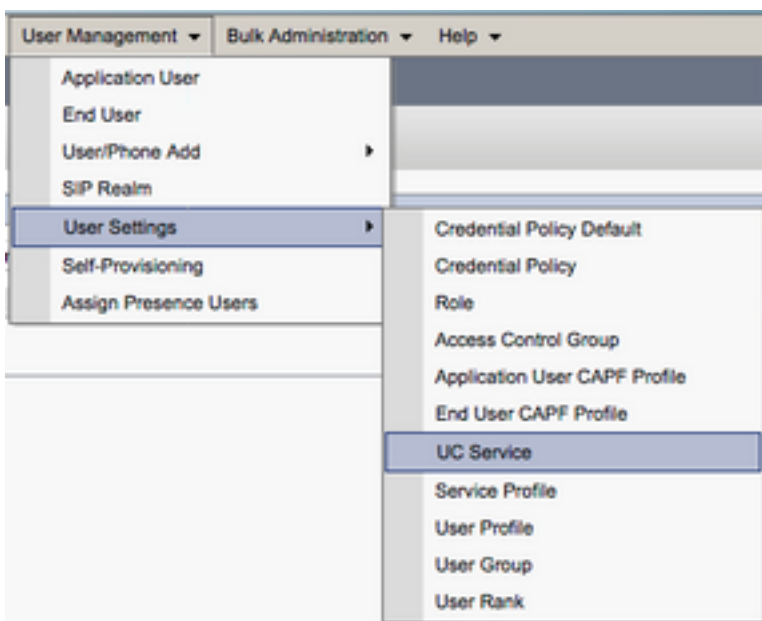 User Management Bulk Administration Help
Application User
End User
User/Phone Add
SIP Realm
User Settings
Self-Provisioning
Assign Presence Users
Credential Policy Default
Credential Policy
Role
Access Control Group
Application User CAPF Profile
End User CAPF Profile
UC Service
Service Profile
User Profile
User Group
User Rank